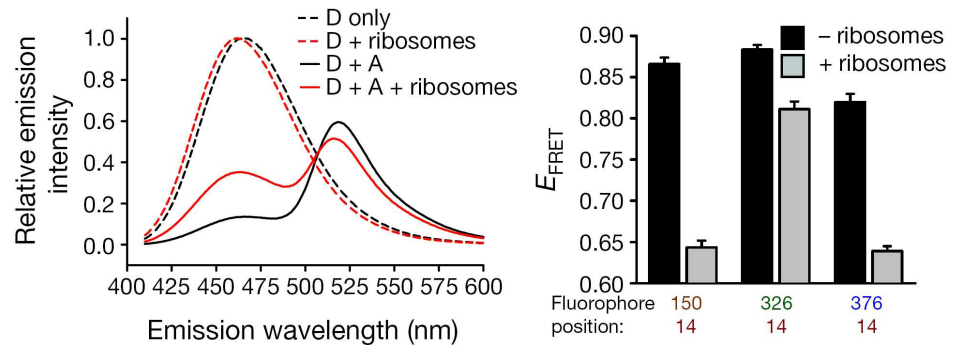 D only
D + ribosomes
D + A
D + A + ribosomes
Relative emission
intensity
1.0
0.8
0.6
0.4
0.2
0.0
400 425 450 475 500 525 550 575 600
Emission wavelength (nm)
– ribosomes
+ ribosomes
E FRET
0.90
0.85
0.80
0.75
0.70
0.65
0.60
Fluorophore 150 326 376
position: 14 14 14